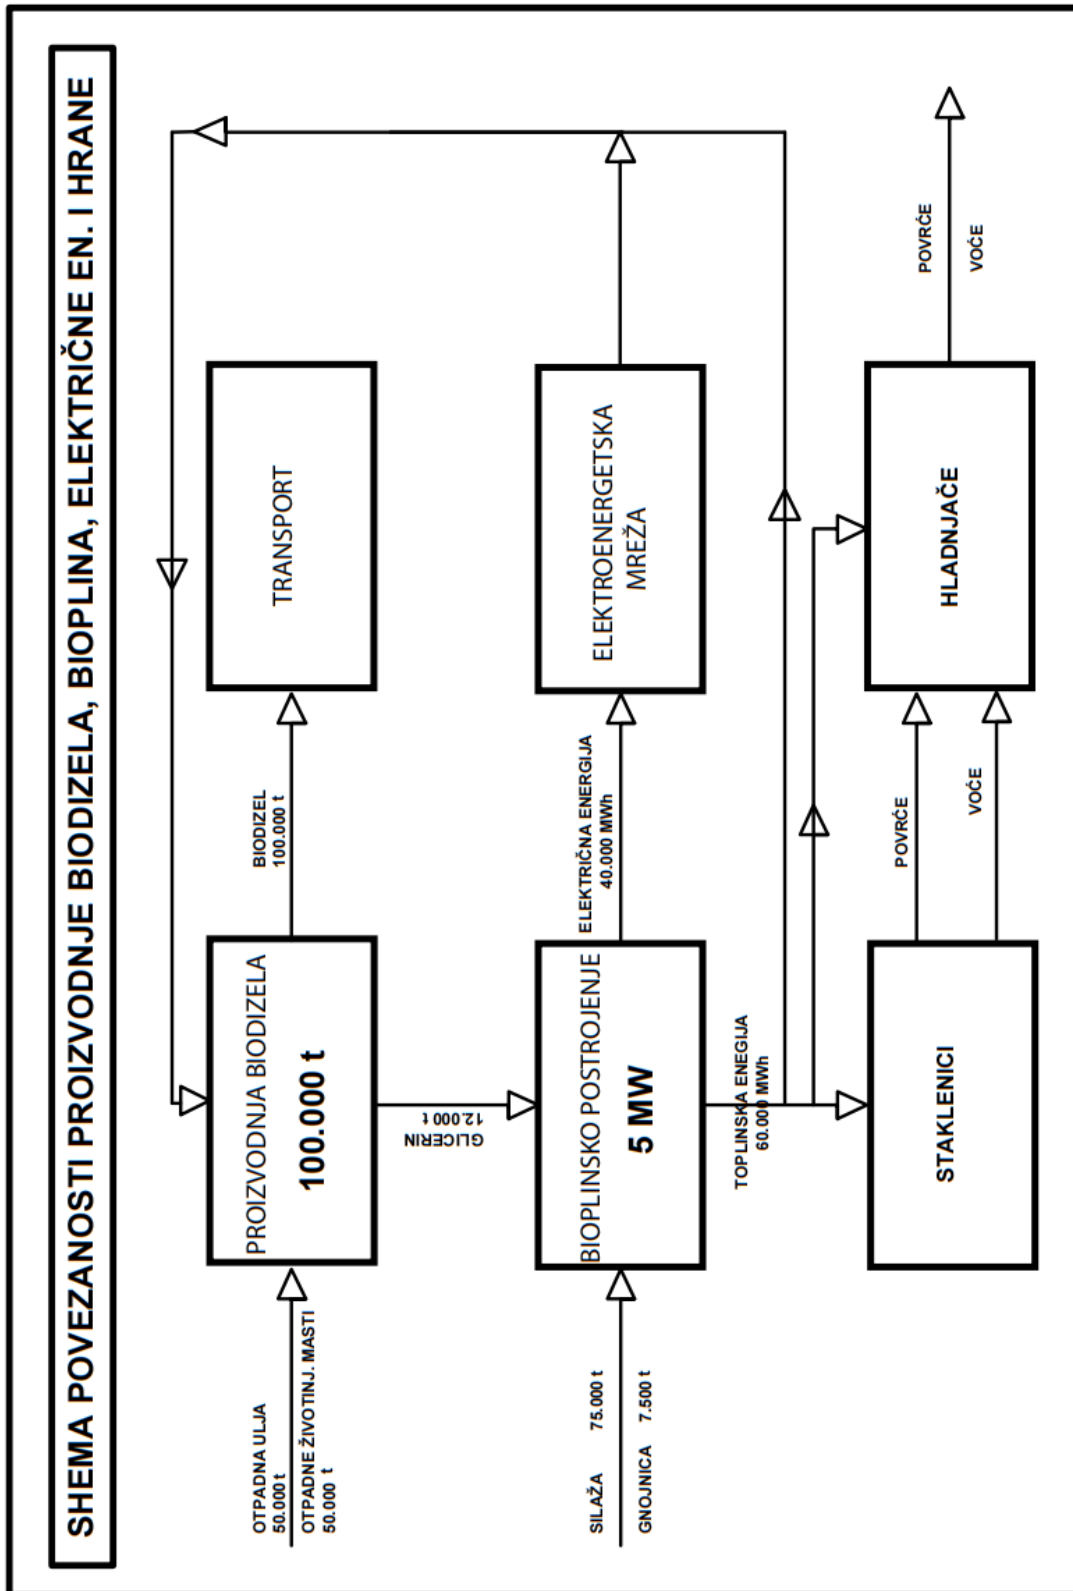 SHEMA POVEZANOSTI PROIZVODNJE BIODIZELA, BIOPLINA, ELEKTRIČNE EN. I HRANE
OTPADNA ULJA
50.000 t
OTPADNE ŽIVOTINJ. MASTI
50.000 t
PROIZVODNJA BIODIZELA
100.000 t
BIODIZEL
100.000 t
TRANSPORT
GLICERIN
12.000 t
SILAŽA 75.000 t
GNOJNICA 7.500 t
BIOPLINSKO POSTROJENJE
5 MW
ELEKTRIČNA ENERGIJA
40.000 MWh
ELEKTROENERGETSKA
MREŽA
TOPLINSKA ENEGIJA
60.000 MWh
STAKLENICI
POVRĆE
VOĆE
HLADNJAČE
POVRĆE
VOĆE